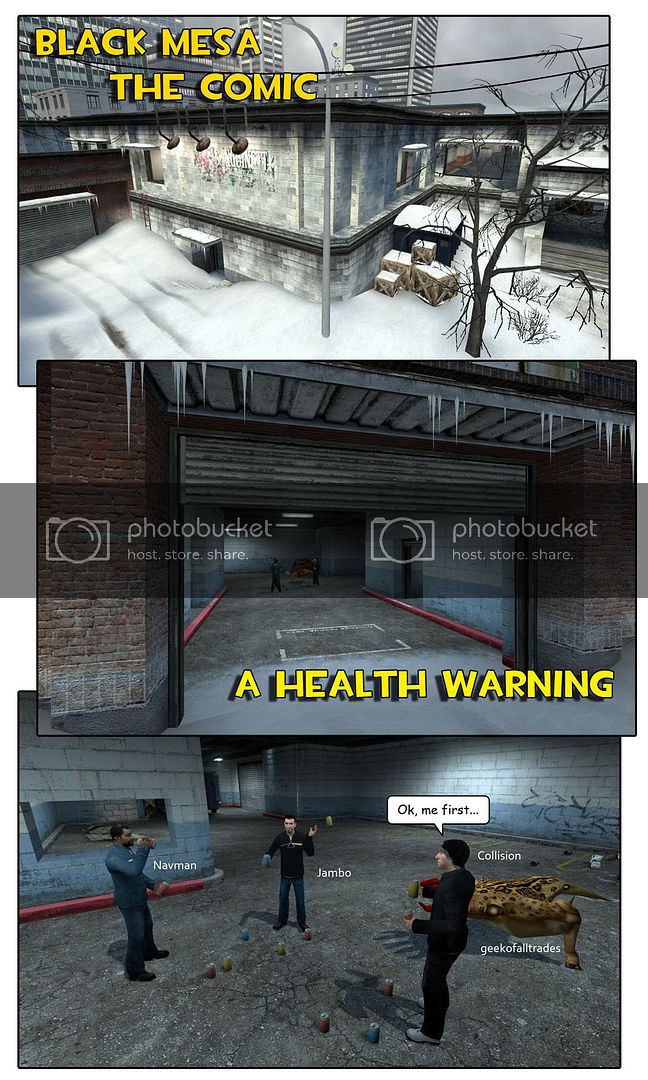 BLACK MESA
THE COMIC
photobucket
host. store. share.
photobucket
host. store. share.
A HEALTH WARNING
Ok, me first...
Navman
Jambo
Collision
geekofalltrades